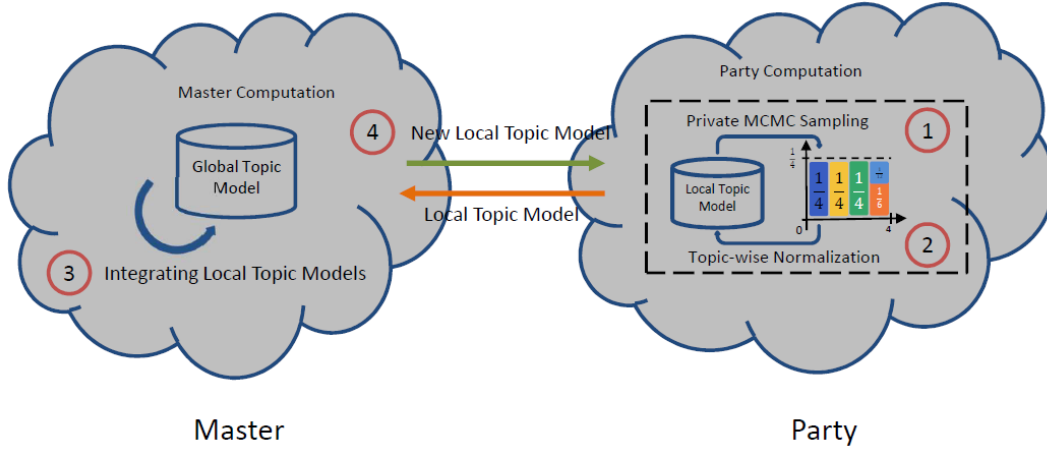 Master Computation
4
Global Topic
Model
3
Integrating Local Topic Models
New Local Topic Model
Local Topic Model
Party Computation
Private MCMC Sampling
1
Local Topic
Model
1/4
1/4
1/4
1/4
1/6
0
4
2
Topic-wise Normalization
Master
Party